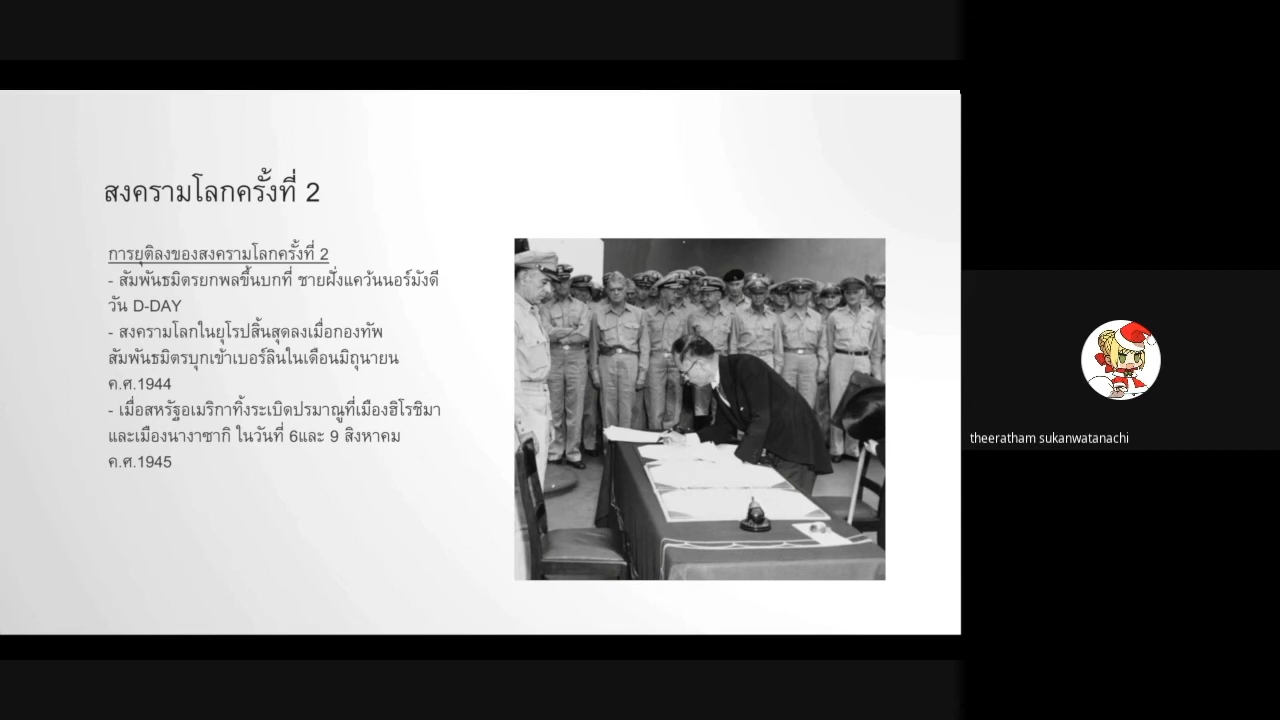 สงครามโลกครั้งที่ 2
การยุติลงของสงครามโลกครั้งที่ 2
- สัมพันธมิตรยกพลขึ้นบกที่ ชายฝั่งแคว้นนอร์มังดี
วัน D-DAY
- สงครามโลกในยุโรปสิ้นสุดลงเมื่อกองทัพ
สัมพันธมิตรบุกเข้าเบอร์ลินในเดือนมิถุนายน
ค.ศ.1944
- เมื่อสหรัฐอเมริกาทิ้งระเบิดปรมาณูที่เมืองฮิโรชิมา
และเมืองนางาซากิ ในวันที่ 6และ 9 สิงหาคม
ค.ศ.1945
theeratham sukanwatanachi